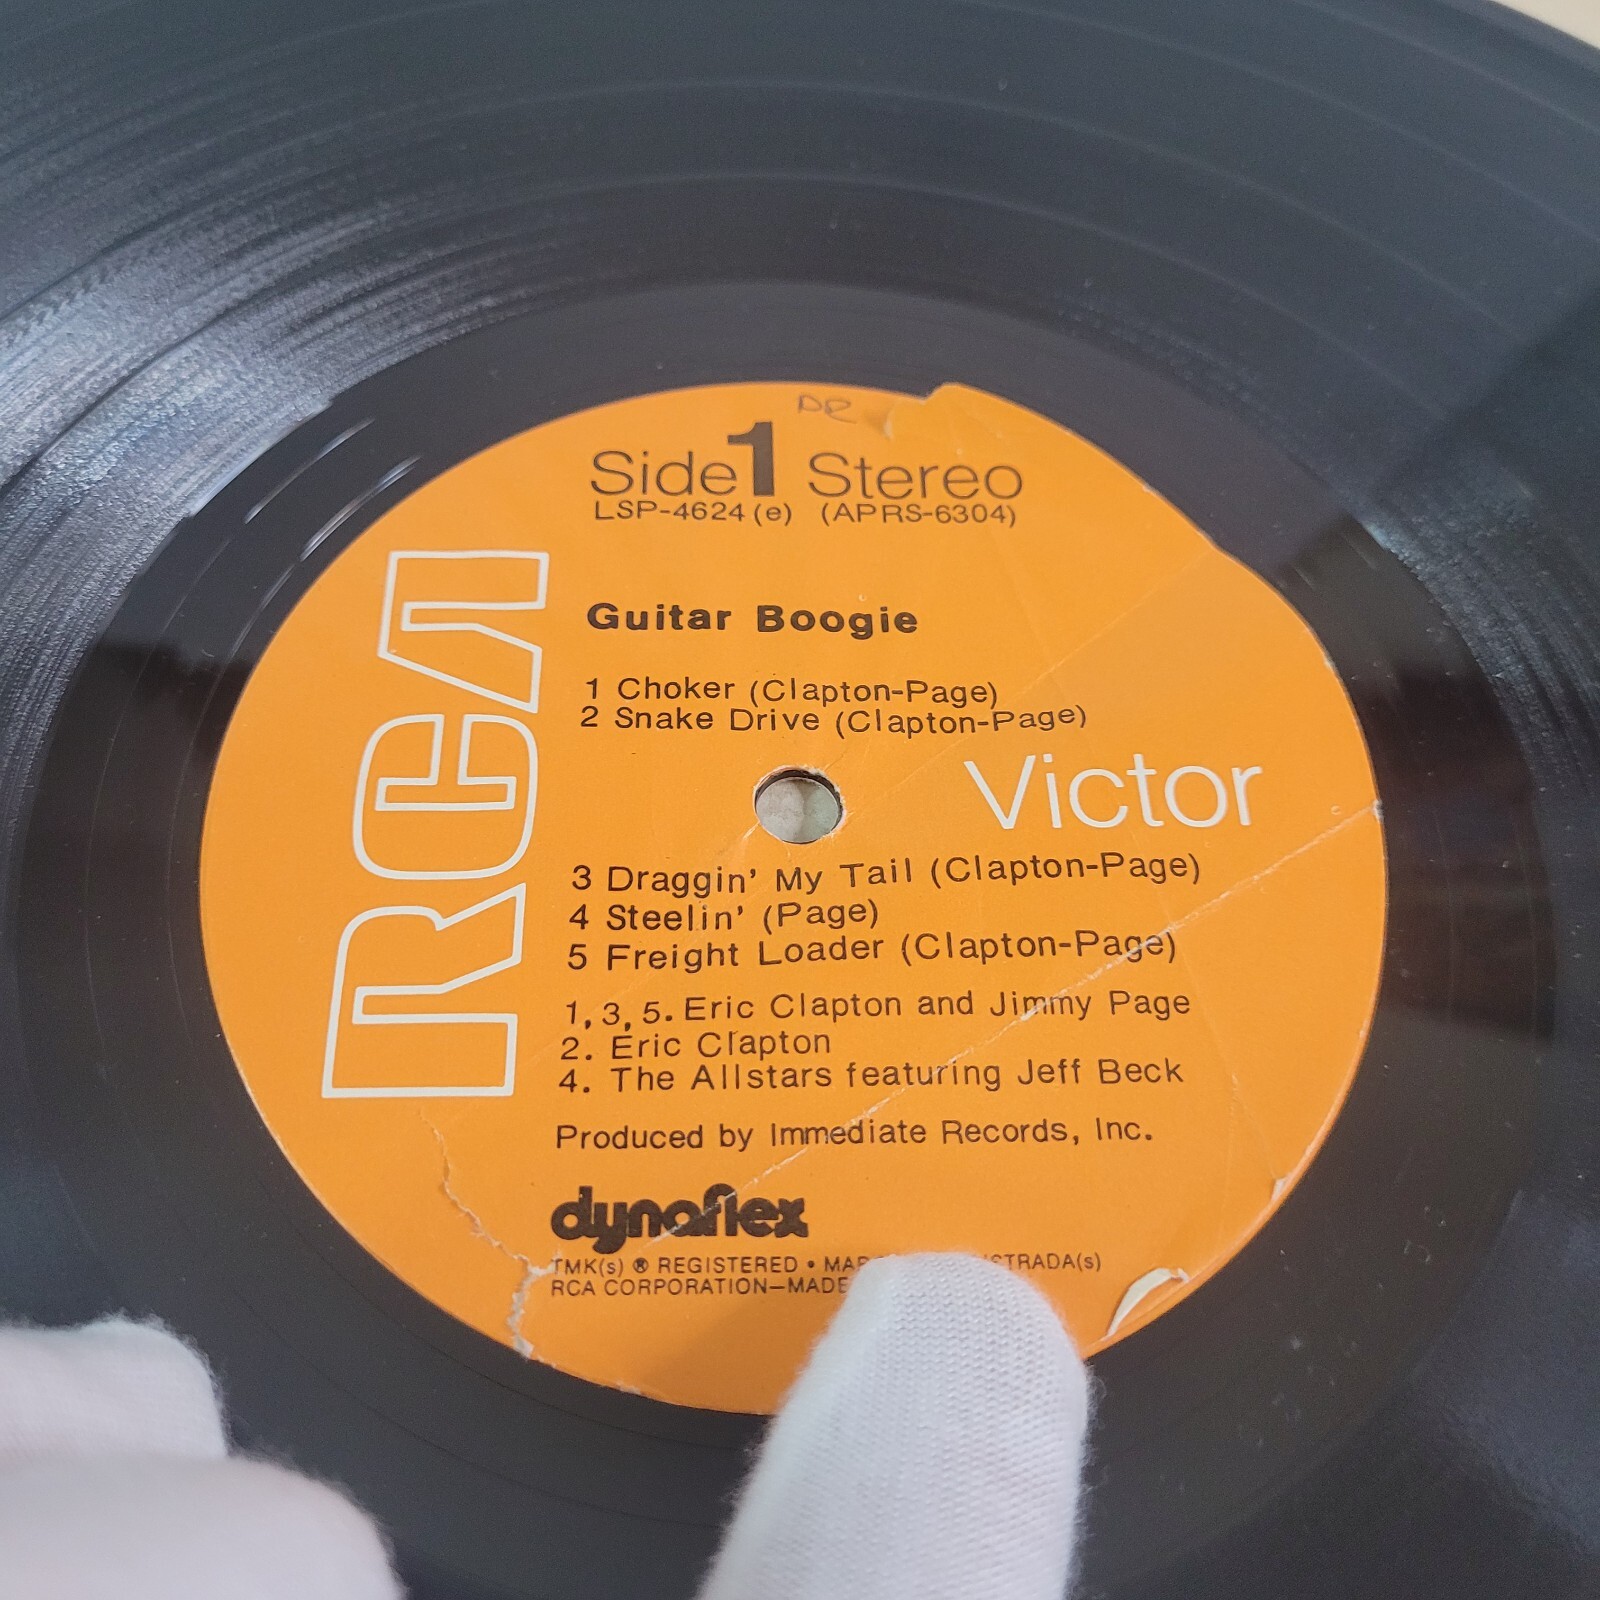 DR
Side 1 Stereo
LSP-4624(e) (APRS-6304)
RCA
Guitar Boogie
1 Choker (Clapton-Page)
2 Snake Drive (Clapton-Page)
Victor
3 Draggin' My Tail (Clapton-Page)
4 Steelin' (Page)
5 Freight Loader (Clapton-Page)
1, 3, 5. Eric Clapton and Jimmy Page
2. Eric Clapton
4. The Allstars featuring Jeff Beck
Produced by Immediate Records, Inc.
dynaflex
TMK(s) ® REGISTERED •
RCA CORPORATION—MADE